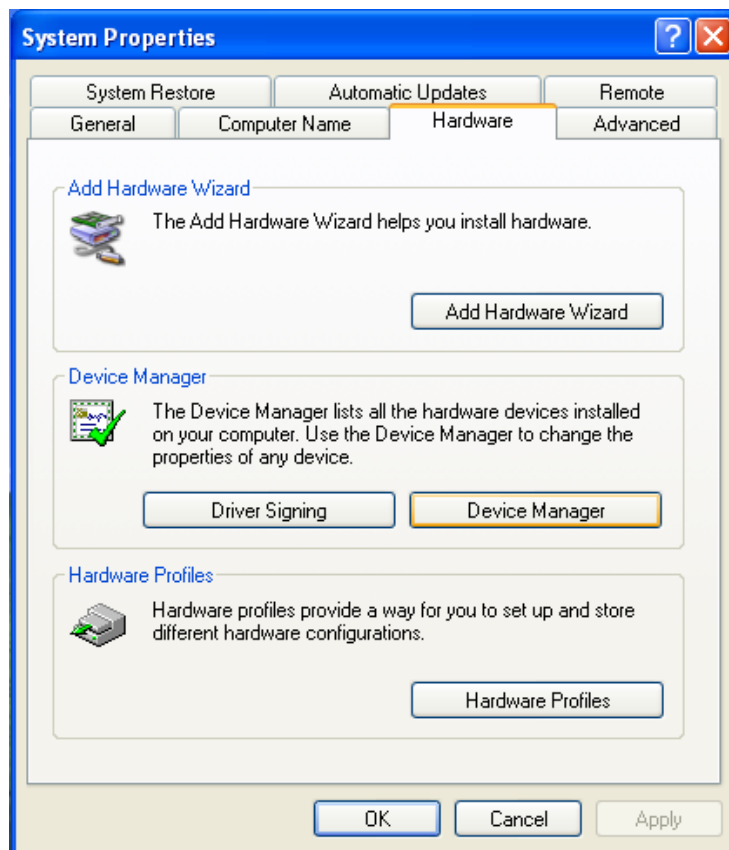 System Properties
System Restore Automatic Updates Remote
General Computer Name Hardware Advanced
Add Hardware Wizard
The Add Hardware Wizard helps you install hardware.
Add Hardware Wizard
Device Manager
The Device Manager lists all the hardware devices installed
on your computer. Use the Device Manager to change the
properties of any device.
Driver Signing Device Manager
Hardware Profiles
Hardware profiles provide a way for you to set up and store
different hardware configurations.
Hardware Profiles
OK Cancel Apply